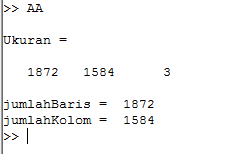 >> AA
Ukuran =
1872 1584 3
jumlahBaris = 1872
jumlahKolom = 1584
>>